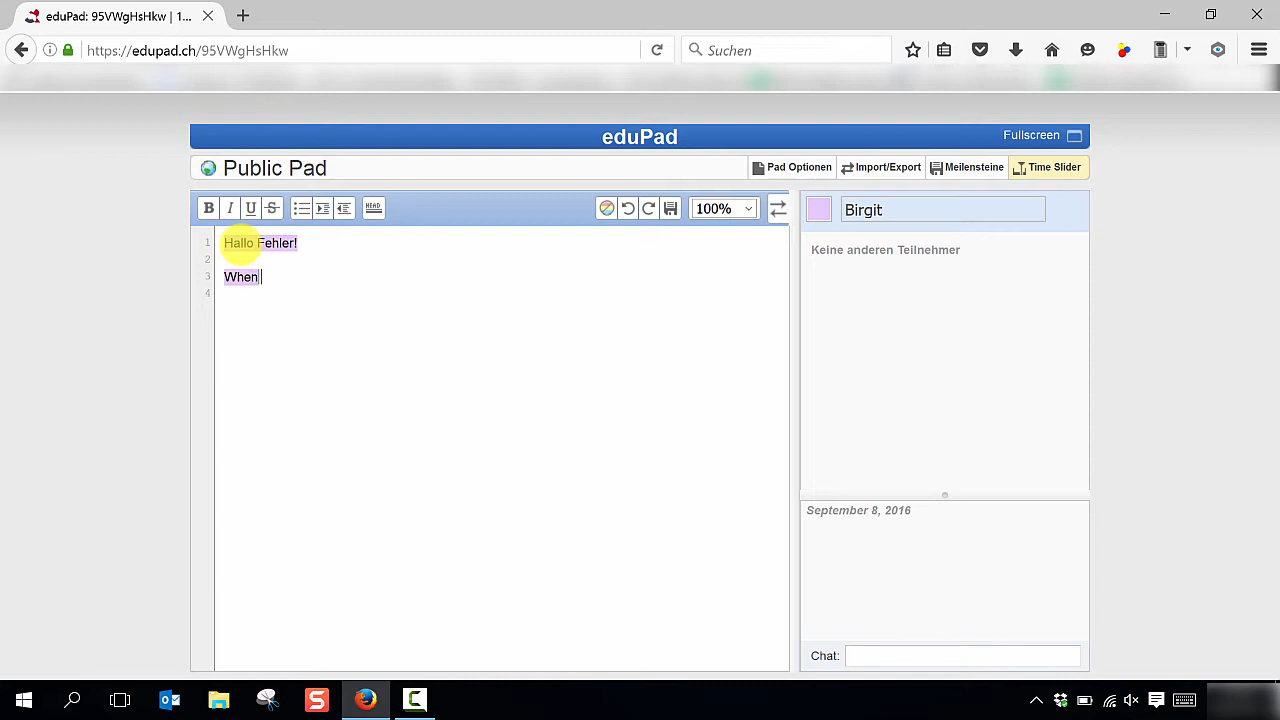 eduPad: 95VWgHsHkw | 1...
https://edupad.ch/95VWgHsHkw
Suchen
eduPad
Fullscreen
Public Pad
Pad Optionen
Import/Export
Meilensteine
Time Slider
B I U S
HEAD
100%
Birgit
1 Hallo Fehler!
2
3 When
4
Keine anderen Teilnehmer
September 8, 2016
Chat: